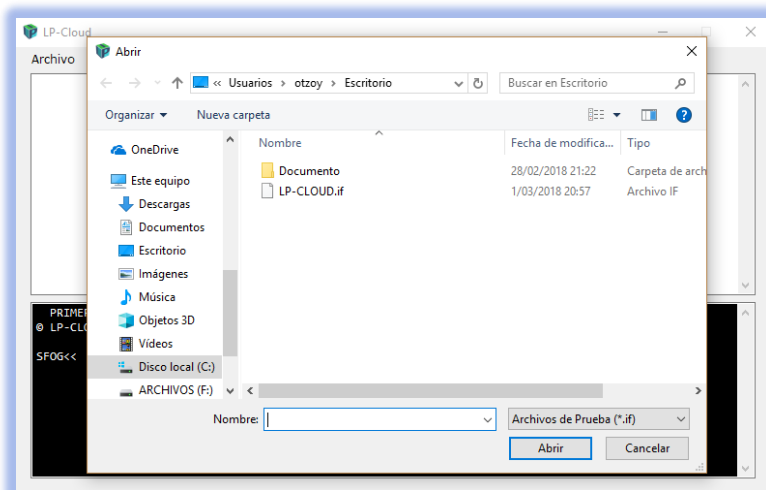 LP-Cloud
Archivo
Abrir
« Usuarios › otzoy › Escritorio
Buscar en Escritorio
Organizar
Nueva carpeta
Nombre
Fecha de modifica...
Tipo
OneDrive
Este equipo
Descargas
Documentos
Escritorio
Imágenes
Música
Objetos 3D
Vídeos
Disco local (C:)
ARCHIVOS (F:)
Documento 28/02/2018 21:22 Carpeta de arch
LP-CLOUD.if 1/03/2018 20:57 Archivo IF
© LP-CLO
SFOG<<
Nombre:
Archivos de Prueba (*.if)
Abrir
Cancelar